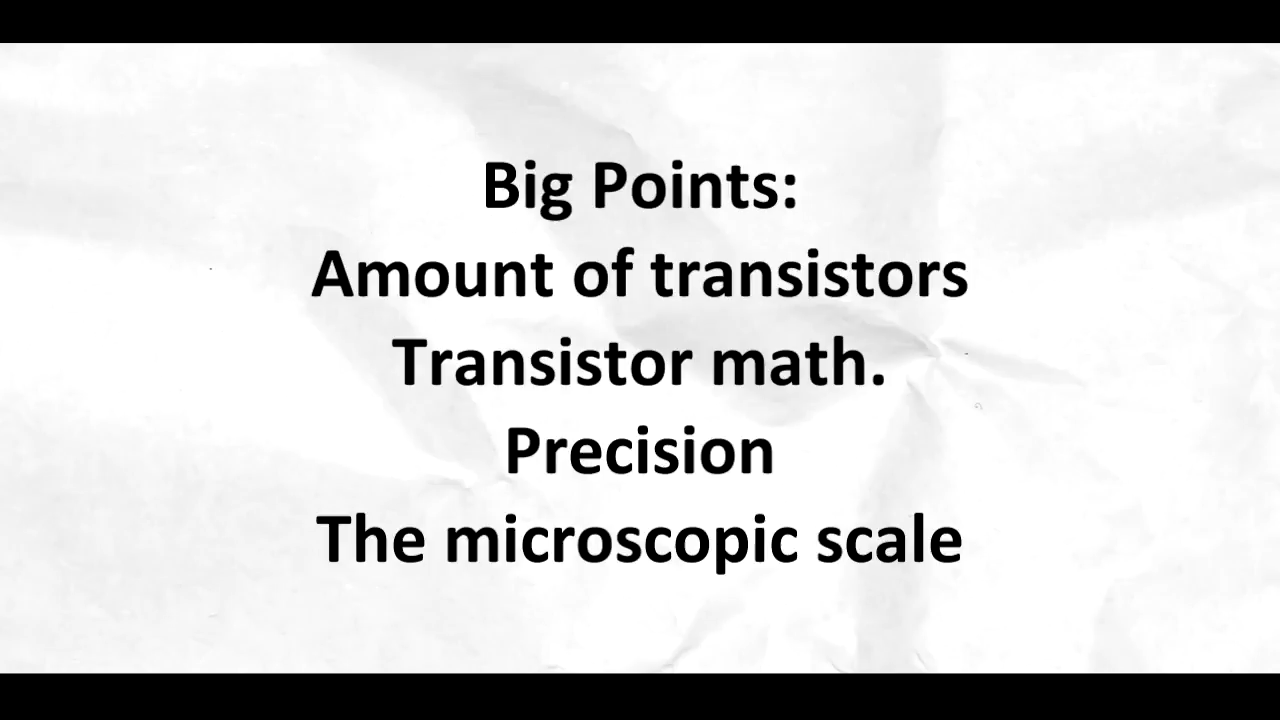 Big Points:
Amount of transistors
Transistor math.
Precision
The microscopic scale